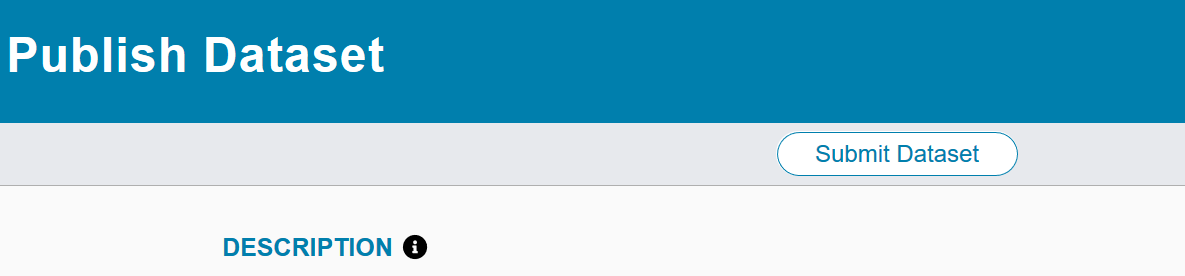 Publish Dataset
Submit Dataset
DESCRIPTION